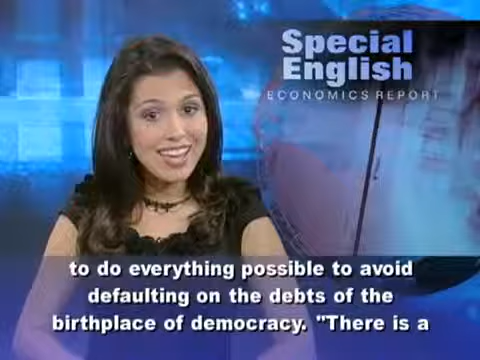 Special
English
ECONOMICS REPORT
to do everything possible to avoid
defaulting on the debts of the
birthplace of democracy. "There is a